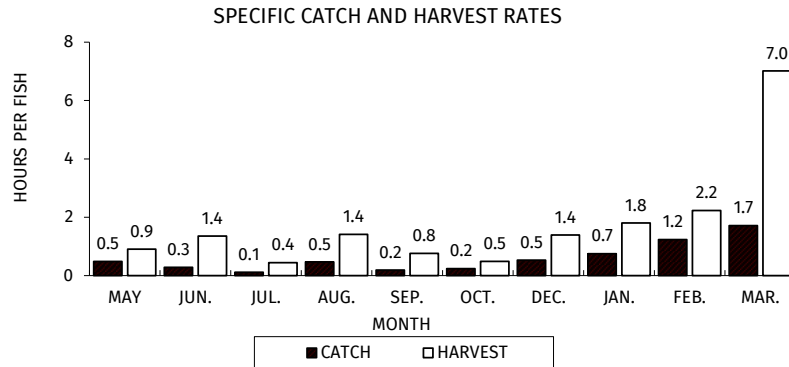 SPECIFIC CATCH AND HARVEST RATES
HOURS PER FISH
8
6
4
2
0
0.5 0.9 0.3 1.4 0.1 0.4 0.5 1.4 0.2 0.8 0.2 0.5 0.5 1.4 0.7 1.8 1.2 2.2 1.7 7.0
MAY JUN. JUL. AUG. SEP. OCT. DEC. JAN. FEB. MAR.
MONTH
CATCH HARVEST